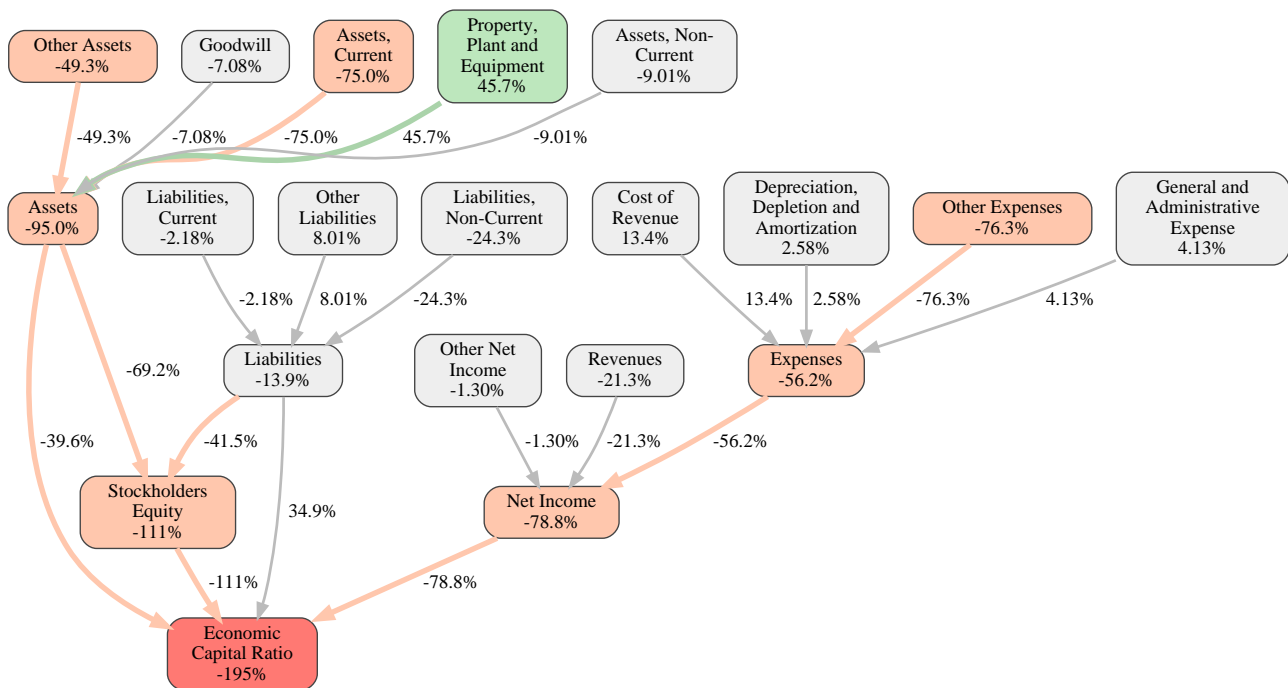 Other Assets
-49.3%
Goodwill
-7.08%
Assets,
Current
-75.0%
Property,
Plant and
Equipment
45.7%
Assets, Non-
Current
-9.01%
-49.3%
-7.08%
-75.0%
45.7%
-9.01%
Assets
-95.0%
Liabilities,
Current
-2.18%
Other
Liabilities
8.01%
Liabilities,
Non-Current
-24.3%
Cost of
Revenue
13.4%
Depreciation,
Depletion and
Amortization
2.58%
Other Expenses
-76.3%
General and
Administrative
Expense
4.13%
-2.18%
8.01%
-24.3%
13.4%
2.58%
-76.3%
4.13%
-69.2%
Liabilities
-13.9%
Other Net
Income
-1.30%
Revenues
-21.3%
Expenses
-56.2%
-39.6%
-41.5%
-1.30%
-21.3%
-56.2%
Stockholders
Equity
-111%
34.9%
Net Income
-78.8%
-111%
-78.8%
Economic
Capital Ratio
-195%